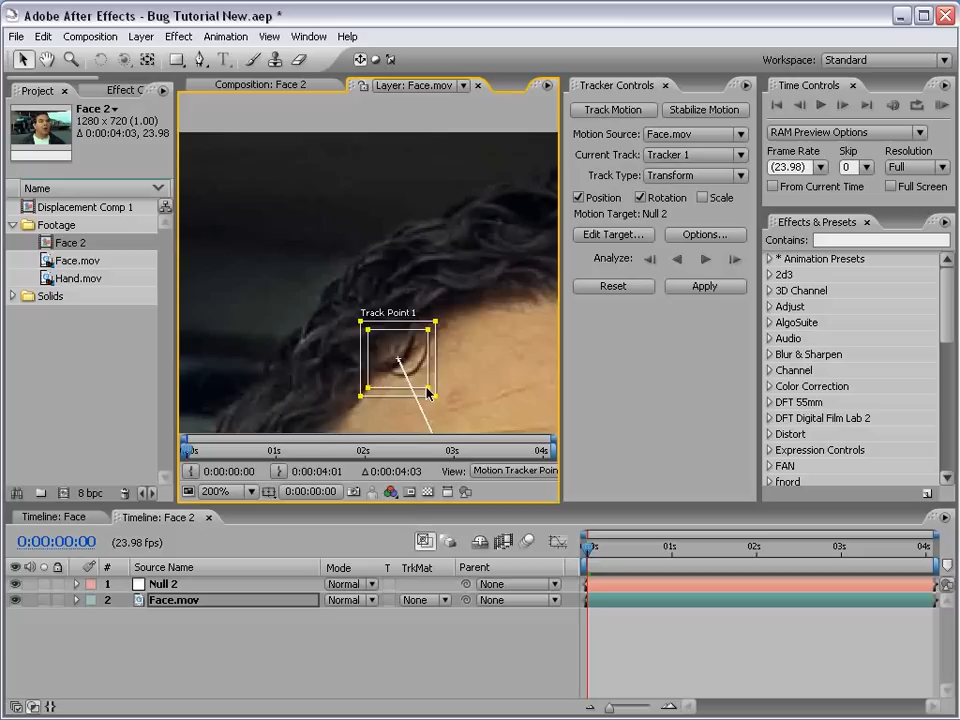 Adobe After Effects - Bug Tutorial New.aep *
File Edit Composition Layer Effect Animation View Window Help
Workspace: Standard
Project
Effect C
Composition: Face 2
Layer: Face.mov
Tracker Controls
Time Controls
Face 2
1280 x 720 (1.00)
Δ 0:00:04:03, 23.98
Name
Displacement Comp 1
Footage
Face 2
Face.mov
Hand.mov
Solids
8 bpc
Track Point 1
01s 02s 03s 04s
0:00:00:00 0:00:04:01 Δ 0:00:04:03 View: Motion Tracker Poin
200% 0:00:00:00
Track Motion Stabilize Motion
Motion Source: Face.mov
Current Track: Tracker 1
Track Type: Transform
Position Rotation Scale
Motion Target: Null 2
Edit Target... Options...
Analyze:
Reset Apply
RAM Preview Options
Frame Rate Skip Resolution
(23.98) 0 Full
From Current Time Full Screen
Effects & Presets
Contains:
* Animation Presets
2d3
3D Channel
Adjust
AlgoSuite
Audio
Blur & Sharpen
Channel
Color Correction
DFT 55mm
DFT Digital Film Lab 2
Distort
Expression Controls
FAN
fnord
Timeline: Face
Timeline: Face 2
0:00:00:00 (23.98 fps)
# Source Name Mode T TrkMat Parent
1 Null 2 Normal None
2 Face.mov Normal None None
01s 02s 03s 04s